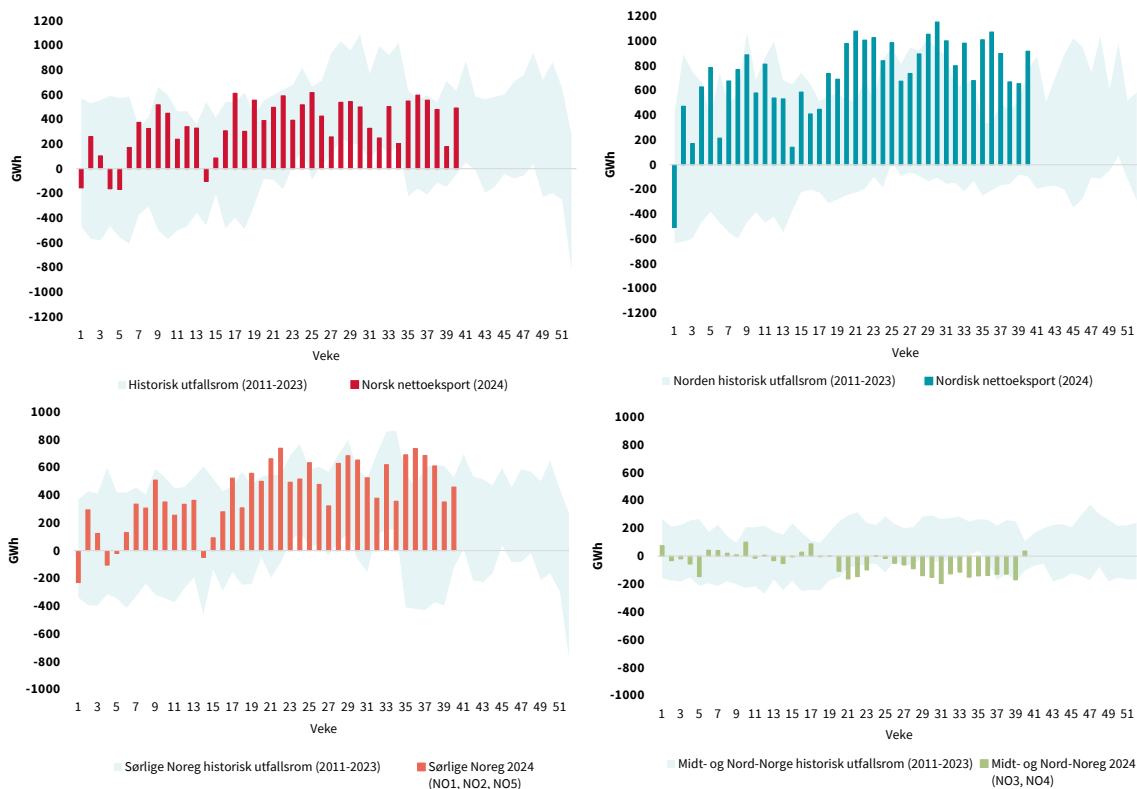 1200
1000
800
600
400
200
0
-200
-400
-600
-800
-1000
-1200
GWh
1 3 5 7 9 11 13 15 17 19 21 23 25 27 29 31 33 35 37 39 41 43 45 47 49 51
Veke
Historisk utfallsrom (2011-2023) Norsk nettoeksport (2024)
1200
1000
800
600
400
200
0
-200
-400
-600
-800
-1000
-1200
GWh
1 3 5 7 9 11 13 15 17 19 21 23 25 27 29 31 33 35 37 39 41 43 45 47 49 51
Veke
Norden historisk utfallsrom (2011-2023) Nordisk nettoeksport (2024)
1000
800
600
400
200
0
-200
-400
-600
-800
-1000
GWh
1 3 5 7 9 11 13 15 17 19 21 23 25 27 29 31 33 35 37 39 41 43 45 47 49 51
Veke
Sørlige Noreg historisk utfallsrom (2011-2023) Sørlige Noreg 2024
(NO1, NO2, NO5)
1000
800
600
400
200
0
-200
-400
-600
-800
-1000
GWh
1 3 5 7 9 11 13 15 17 19 21 23 25 27 29 31 33 35 37 39 41 43 45 47 49 51
Veke
Midt- og Nord-Norge historisk utfallsrom (2011-2023) Midt- og Nord-Noreg 2024
(NO3, NO4)